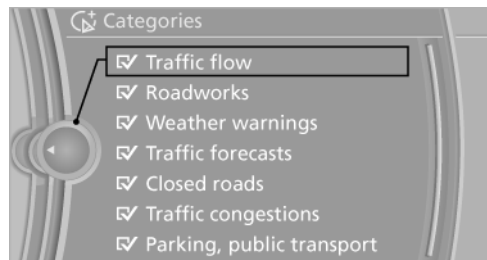 Categories
Traffic flow
Roadworks
Weather warnings
Traffic forecasts
Closed roads
Traffic congestions
Parking, public transport